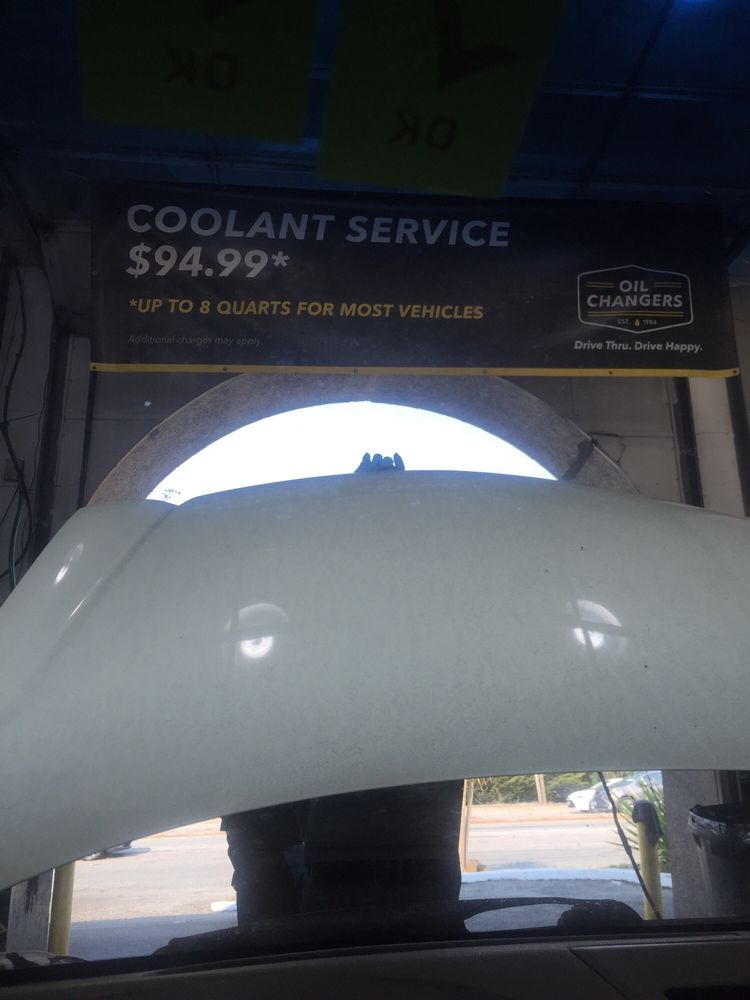 OK
OK
COOLANT SERVICE
$94.99*
*UP TO 8 QUARTS FOR MOST VEHICLES
Additional charges may apply.
OIL
CHANGERS
EST. 1984
Drive Thru. Drive Happy.